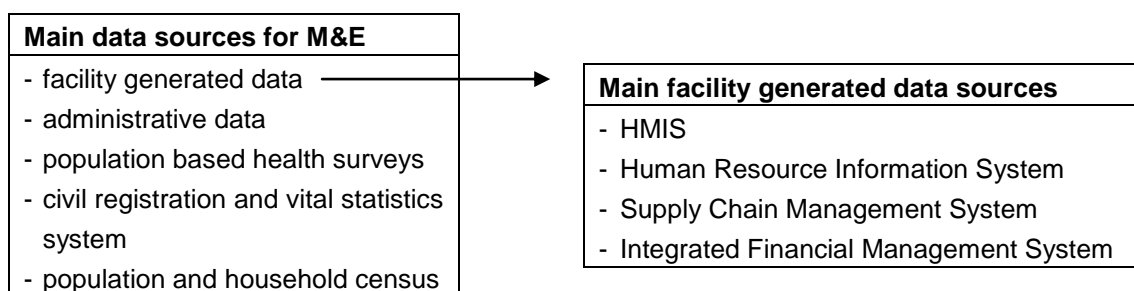 Main data sources for M&E
- facility generated data
- administrative data
- population based health surveys
- civil registration and vital statistics
system
- population and household census
Main facility generated data sources
- HMIS
- Human Resource Information System
- Supply Chain Management System
- Integrated Financial Management System